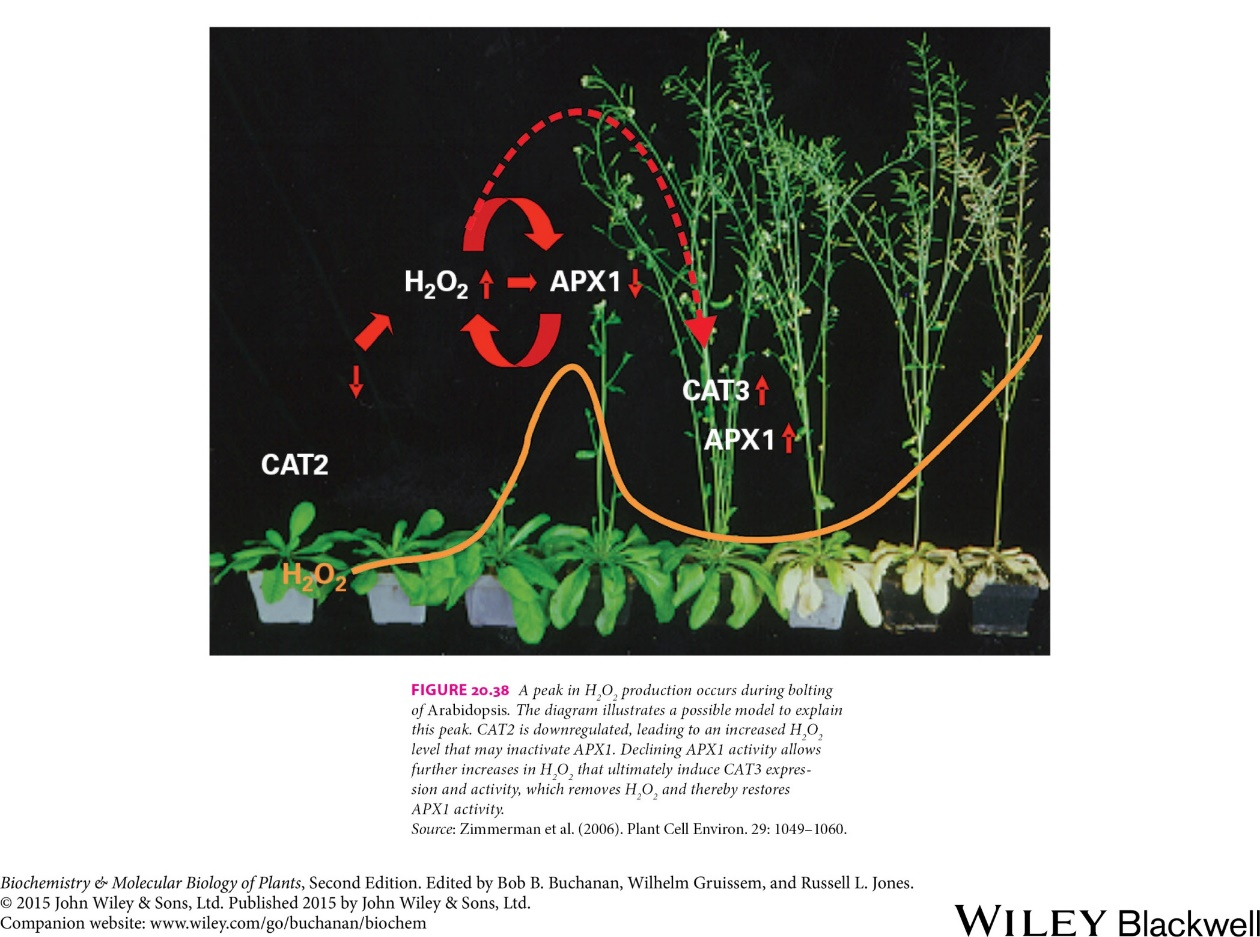 H₂O₂ APX1
CAT3
APX1
CAT2
H₂O₂
FIGURE 20.38 A peak in H₂O₂ production occurs during bolting
of Arabidopsis. The diagram illustrates a possible model to explain
this peak. CAT2 is downregulated, leading to an increased H₂O₂
level that may inactivate APX1. Declining APX1 activity allows
further increases in H₂O₂ that ultimately induce CAT3 expres-
sion and activity, which removes H₂O₂ and thereby restores
APX1 activity.
Source: Zimmerman et al. (2006). Plant Cell Environ. 29: 1049–1060.
Biochemistry & Molecular Biology of Plants, Second Edition. Edited by Bob B. Buchanan, Wilhelm Gruissem, and Russell L. Jones.
© 2015 John Wiley & Sons, Ltd. Published 2015 by John Wiley & Sons, Ltd.
Companion website: www.wiley.com/go/buchanan/biochem
WILEY Blackwell